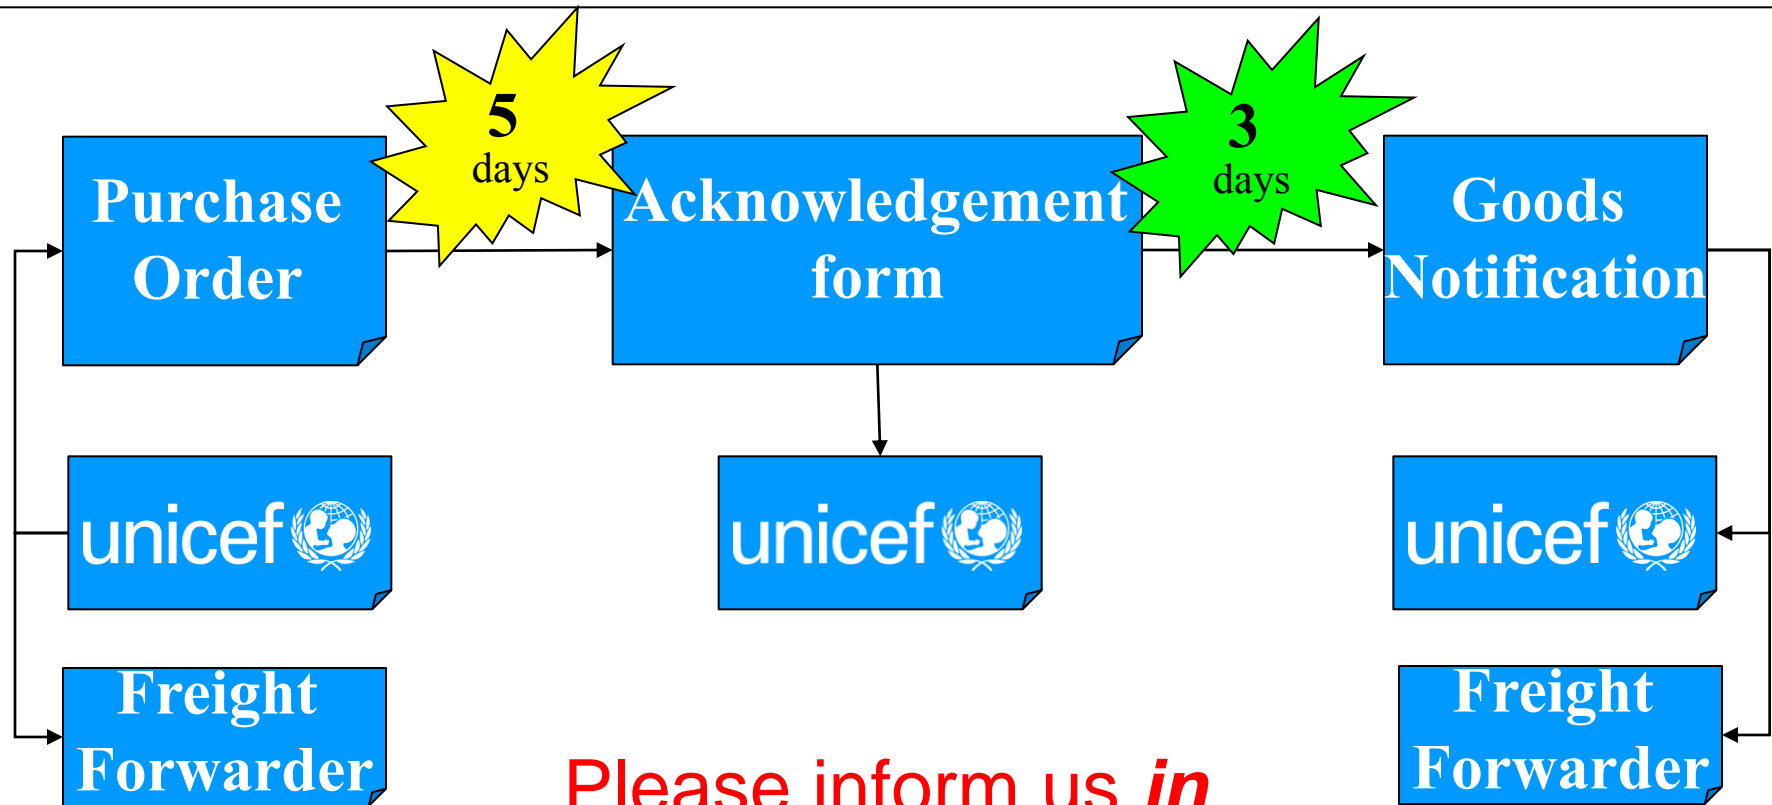 5
days
3
days
Purchase
Order
Acknowledgement
form
Goods
Notification
unicef
unicef
unicef
Freight
Forwarder
Please inform us in
Freight
Forwarder